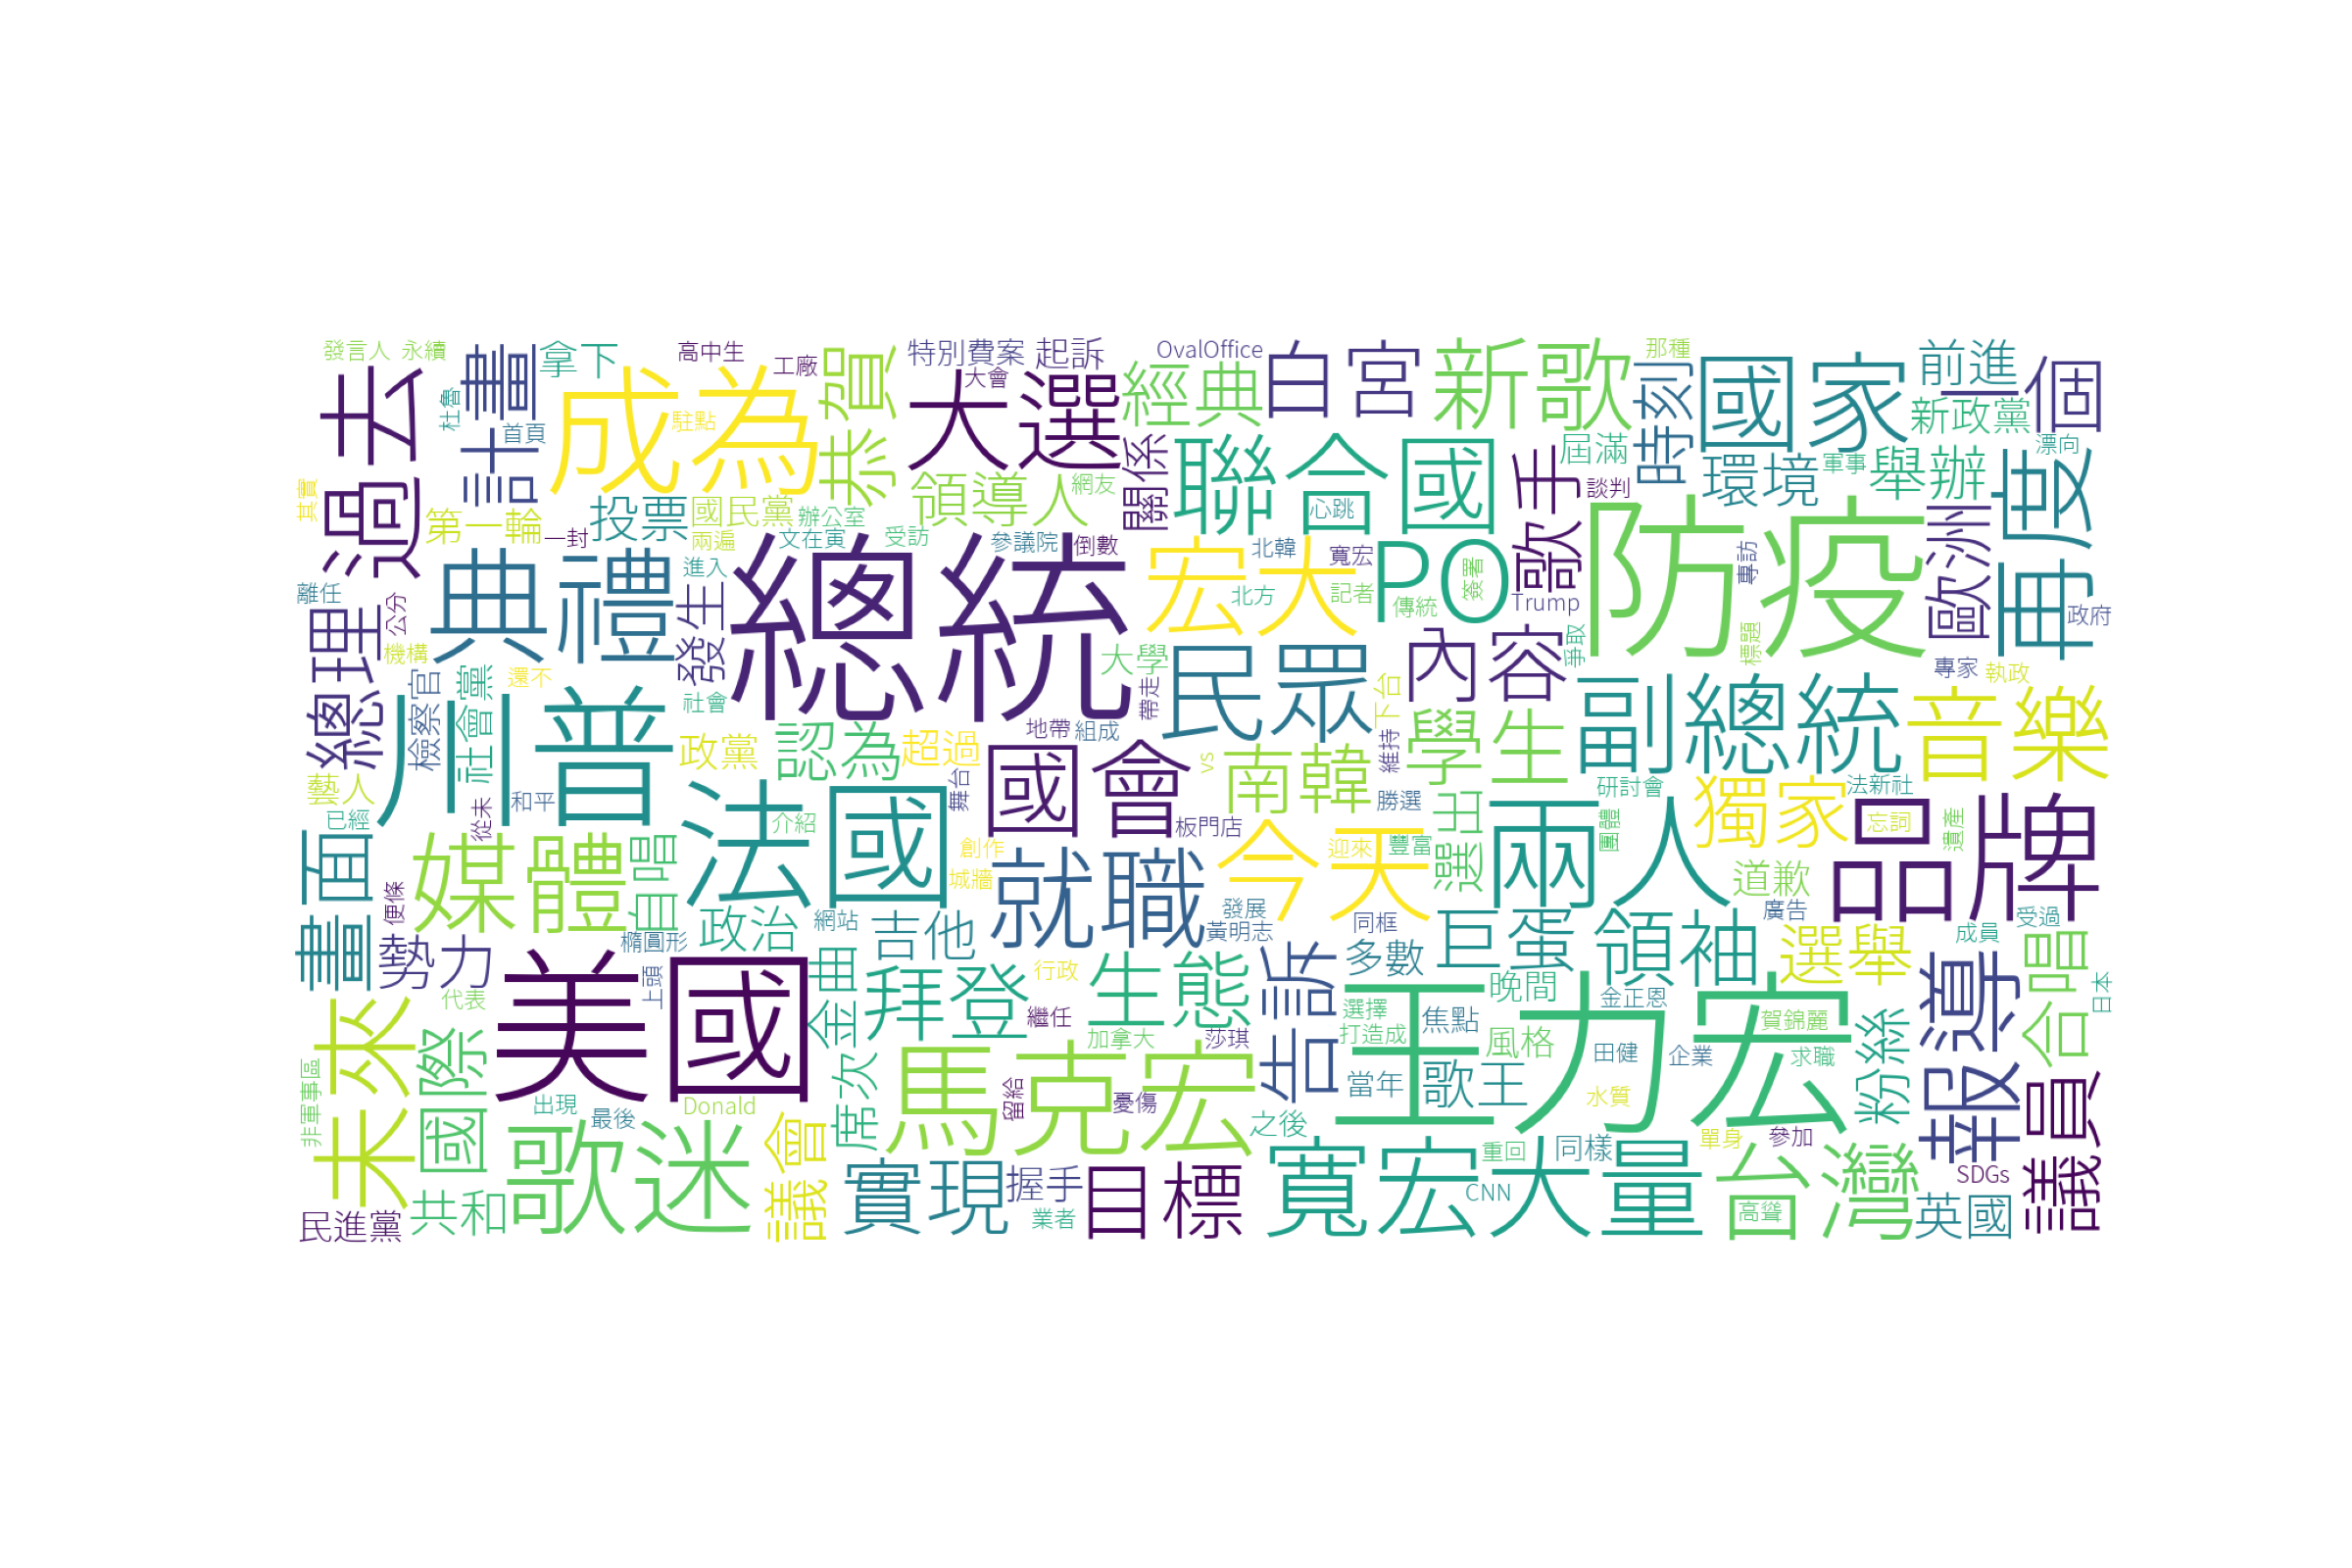 發言人
永續
過去
杜魯
計畫
首頁
拿下
高中生
駐點
工廠
成為
恭賀
特別費案
起訴
大選
大會
經典
關係
OvalOffice
白宮
新歌
那種
時刻
國家
前進
一個
新政黨
漂向
其實
第一輪
一封
投票
國民黨
兩遍
辦公室
文在寅
領導人
網友
受訪
參議院
倒數
聯合國
心跳
歌手
屆滿
談判
環境
軍事
舉辦
再度
離任
公分
總理
機構
典禮
進入
發生
總統
宏大
北韓
北方
寬宏
記者
PO
傳統
簽署
Trump
爭取
防疫
專訪
標題
歐洲
政府
專家
執政
檢察官
社會黨
還不
社會
大學
帶走
地帶
組成
民眾
下台
內容
副總統
音樂
藝人
已經
從未
和平
川普
政黨
認為
超過
舞台
國會
板門店
vs
南韓
維持
勝選
學生
研討會
法新社
獨家
忘詞
遺產
品牌
畫面
便條
媒體
自唱
法國
介紹
創作
城牆
就職
今天
迎來
豐富
選出
團體
兩人
道歉
廣告
勢力
橢圓形
上頭
政治
網站
金曲
吉他
發展
黃明志
同框
多數
巨蛋
領袖
選舉
成員
受過
合唱
日本
未來
代表
國際
美國
拜登
行政
繼任
生態
告訴
選擇
打造成
焦點
晚間
風格
金正恩
王力宏
賀錦麗
粉絲
報導
非軍事區
出現
最後
Donald
席次
馬克宏
留給
憂傷
加拿大
莎琪
當年
歌王
田健
企業
求職
水質
議員
民進黨
共和
歌迷
議會
實現
握手
業者
目標
之後
寬宏大量
CNN
重回
同樣
單身
參加
台灣
高聳
SDGs
英國